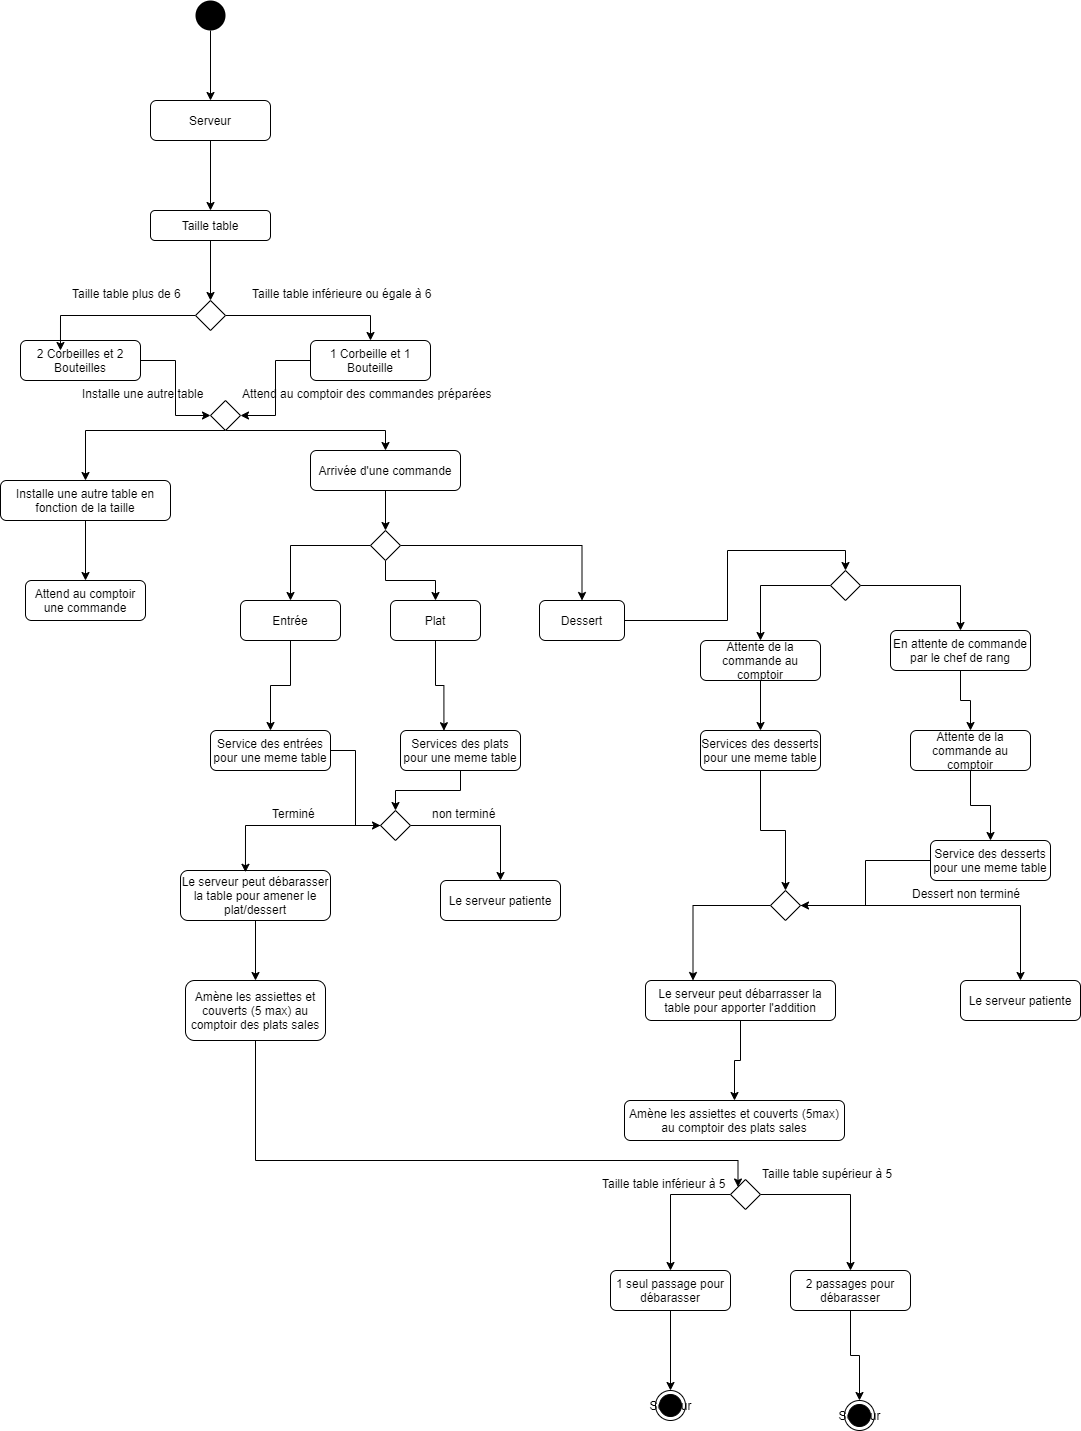 Serveur
Taille table
Taille table plus de 6
Taille table inférieure ou égale à 6
2 Corbeilles et 2
Bouteilles
1 Corbeille et 1
Bouteille
Installe une autre table
Attend au comptoir des commandes préparées
Arrivée d'une commande
Installe une autre table en
fonction de la taille
Attend au comptoir
une commande
Entrée
Plat
Dessert
Attente de la
commande au
comptoir
En attente de commande
par le chef de rang
Service des entrées
pour une meme table
Services des plats
pour une meme table
Services des desserts
pour une meme table
Attente de la
commande au
comptoir
Terminé
non terminé
Service des desserts
pour une meme table
Le serveur peut débarasser
la table pour amener le
plat/dessert
Le serveur patiente
Dessert non terminé
Amène les assiettes et
couverts (5 max) au
comptoir des plats sales
Le serveur peut débarrasser la
table pour apporter l'addition
Le serveur patiente
Amène les assiettes et couverts (5max)
au comptoir des plats sales
Taille table inférieur à 5
Taille table supérieur à 5
1 seul passage pour
débarasser
2 passages pour
débarasser